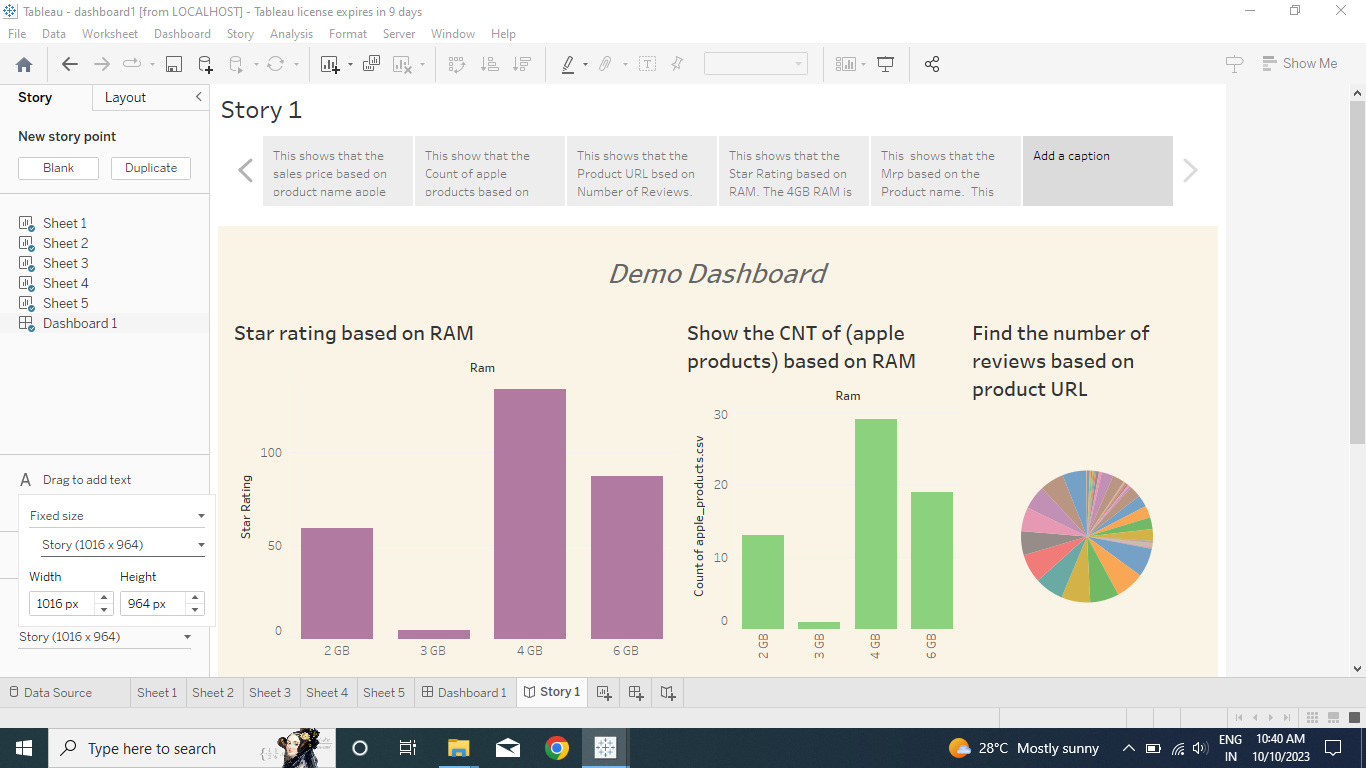 Tableau - dashboard1 [from LOCALHOST] - Tableau license expires in 9 days
File Data Worksheet Dashboard Story Analysis Format Server Window Help
Show Me
Story Layout
New story point
Blank Duplicate
Sheet 1
Sheet 2
Sheet 3
Sheet 4
Sheet 5
Dashboard 1
A Drag to add text
Fixed size
Story (1016 x 964)
Width Height
1016 px 964 px
Story (1016 x 964)
Story 1
This shows that the
sales price based on
product name apple
This show that the
Count of apple
products based on
This shows that the
Product URL bsed on
Number of Reviews.
This shows that the
Star Rating based on
RAM. The 4GB RAM is
This shows that the
Mrp based on the
Product name. This
Add a caption
Demo Dashboard
Star rating based on RAM
Ram
Star Rating
100
50
0
2 GB 3 GB 4 GB 6 GB
Show the CNT of (apple
products) based on RAM
Ram
Count of apple_products.csv
30
20
10
0
2 GB 3 GB 4 GB 6 GB
Find the number of
reviews based on
product URL
Data Source Sheet 1 Sheet 2 Sheet 3 Sheet 4 Sheet 5 Dashboard 1 Story 1
Type here to search
28°C Mostly sunny
ENG
IN
10:40 AM
10/10/2023